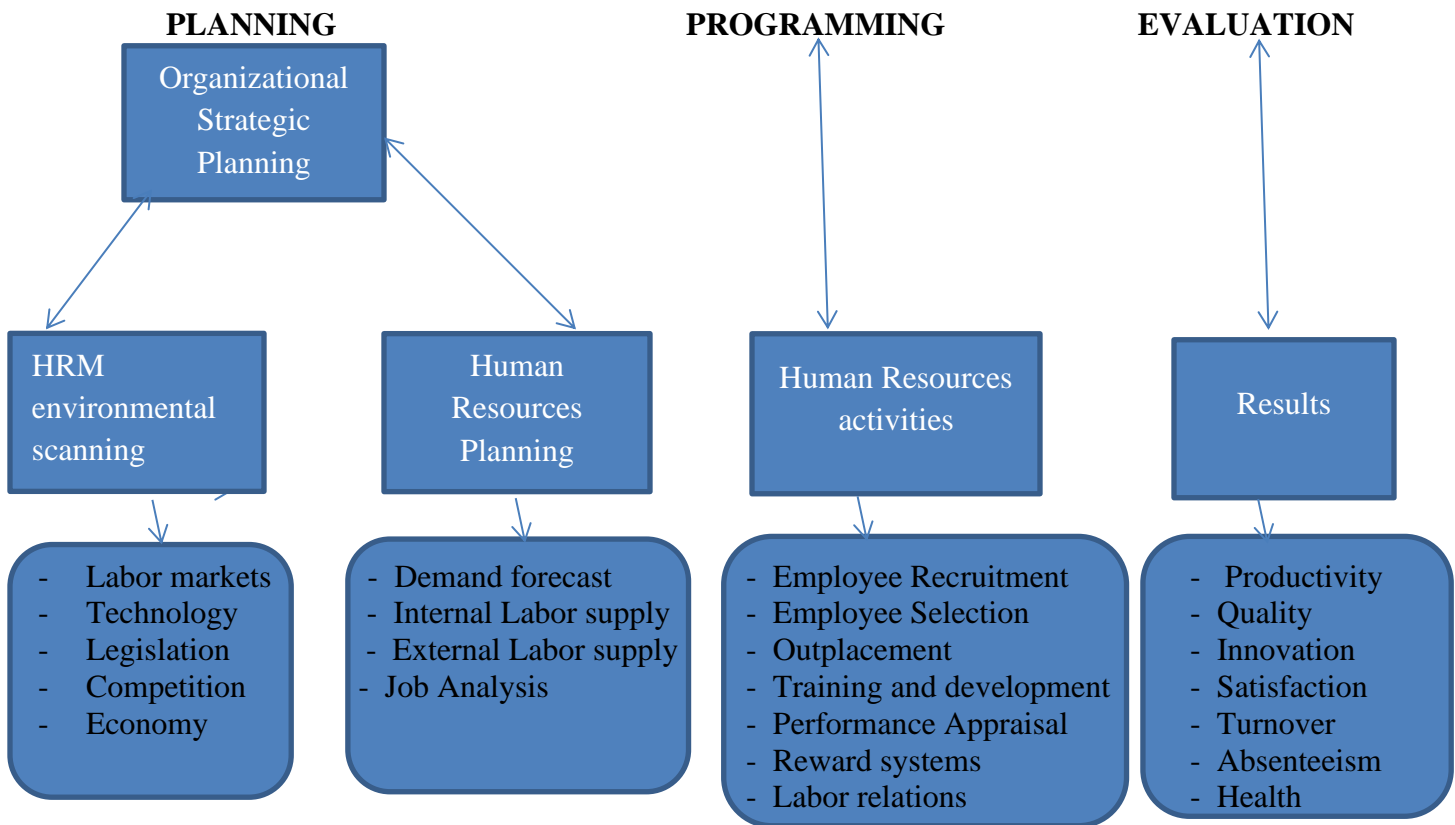 PLANNING
PROGRAMMING
EVALUATION
Organizational
Strategic
Planning
HRM
environmental
scanning
Human
Resources
Planning
Human Resources
activities
Results
- Labor markets
- Technology
- Legislation
- Competition
- Economy
- Demand forecast
- Internal Labor supply
- External Labor supply
- Job Analysis
- Employee Recruitment
- Employee Selection
- Outplacement
- Training and development
- Performance Appraisal
- Reward systems
- Labor relations
- Productivity
- Quality
- Innovation
- Satisfaction
- Turnover
- Absenteeism
- Health